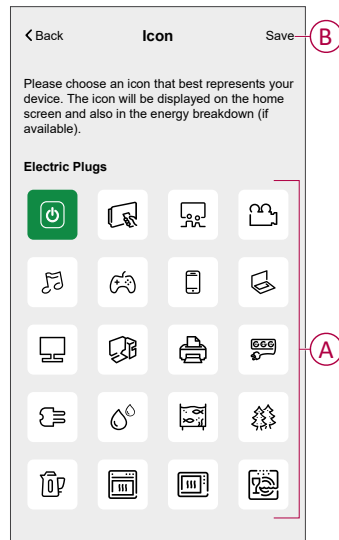 Back
Icon
Save
B
Please choose an icon that best represents your
device. The icon will be displayed on the home
screen and also in the energy breakdown (if
available).
Electric Plugs
A